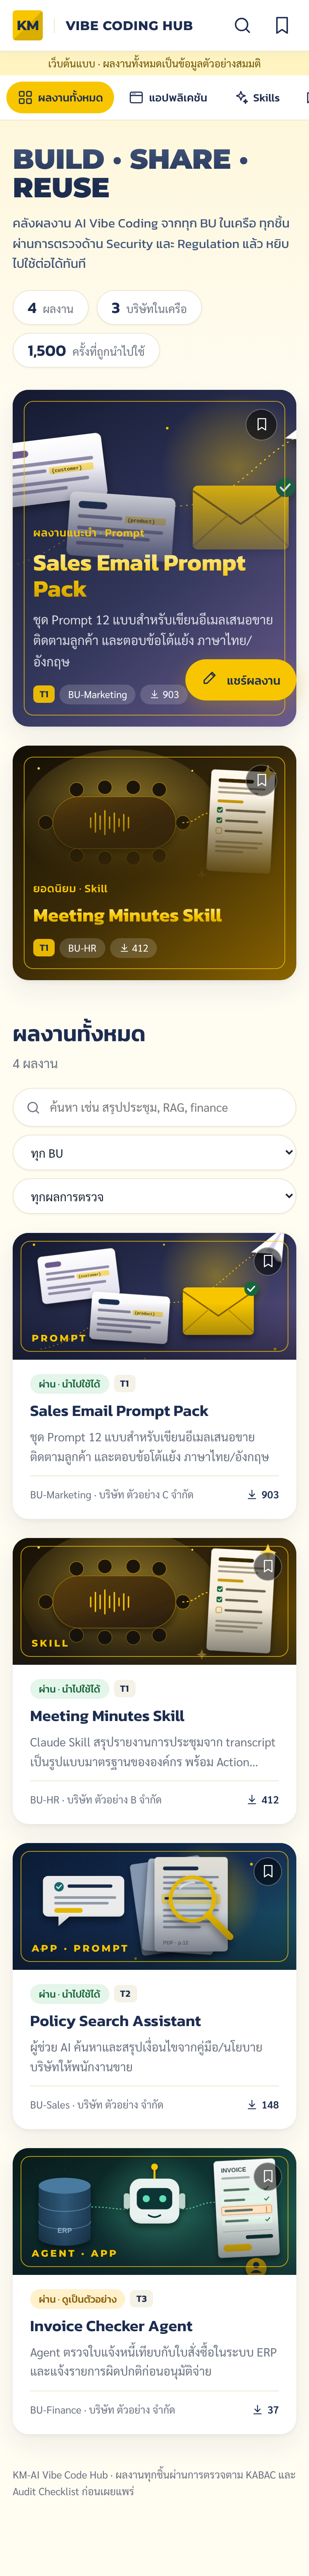 KM VIBE CODING HUB
เว็บต้นแบบ · ผลงานทั้งหมดเป็นข้อมูลตัวอย่างสมมติ
ผลงานทั้งหมด แอปพลิเคชัน Skills
BUILD · SHARE ·
REUSE
คลังผลงาน AI Vibe Coding จากทุก BU ในเครือ ทุกชิ้น
ผ่านการตรวจด้าน Security และ Regulation แล้ว หยิบ
ไปใช้ต่อได้ทันที
4 ผลงาน 3 บริษัทในเครือ
1,500 ครั้งที่ถูกนำไปใช้
{customer}
{product}
ผลงานแนะนำ · Prompt
Sales Email Prompt
Pack
ชุด Prompt 12 แบบสำหรับเขียนอีเมลเสนอขาย
ติดตามลูกค้า และตอบข้อโต้แย้ง ภาษาไทย/
อังกฤษ
แชร์ผลงาน
T1 BU-Marketing 903
ยอดนิยม · Skill
Meeting Minutes Skill
T1 BU-HR 412
ผลงานทั้งหมด
4 ผลงาน
ค้นหา เช่น สรุปประชุม, RAG, finance
ทุก BU
ทุกผลการตรวจ
{customer}
{product}
PROMPT
ผ่าน · นำไปใช้ได้ T1
Sales Email Prompt Pack
ชุด Prompt 12 แบบสำหรับเขียนอีเมลเสนอขาย
ติดตามลูกค้า และตอบข้อโต้แย้ง ภาษาไทย/อังกฤษ
BU-Marketing · บริษัท ตัวอย่าง C จำกัด 903
SKILL
ผ่าน · นำไปใช้ได้ T1
Meeting Minutes Skill
Claude Skill สรุปรายงานการประชุมจาก transcript
เป็นรูปแบบมาตรฐานขององค์กร พร้อม Action...
BU-HR · บริษัท ตัวอย่าง B จำกัด 412
PDF · p.12
APP · PROMPT
ผ่าน · นำไปใช้ได้ T2
Policy Search Assistant
ผู้ช่วย AI ค้นหาและสรุปเงื่อนไขจากคู่มือ/นโยบาย
บริษัทให้พนักงานขาย
BU-Sales · บริษัท ตัวอย่าง จำกัด 148
INVOICE
ERP
AGENT · APP
ผ่าน · ดูเป็นตัวอย่าง T3
Invoice Checker Agent
Agent ตรวจใบแจ้งหนี้เทียบกับใบสั่งซื้อในระบบ ERP
และแจ้งรายการผิดปกติก่อนอนุมัติจ่าย
BU-Finance · บริษัท ตัวอย่าง จำกัด 37
KM-AI Vibe Code Hub · ผลงานทุกชิ้นผ่านการตรวจตาม KABAC และ
Audit Checklist ก่อนเผยแพร่